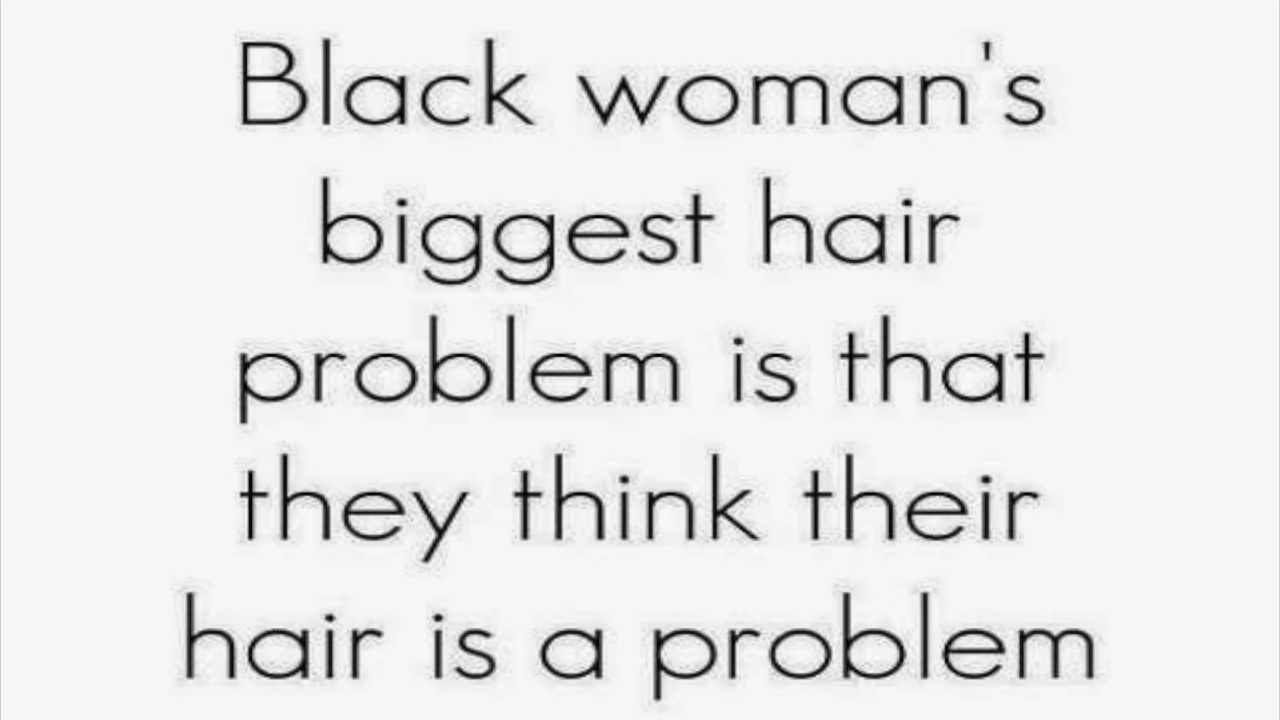 Black woman's
biggest hair
problem is that
they think their
hair is a problem